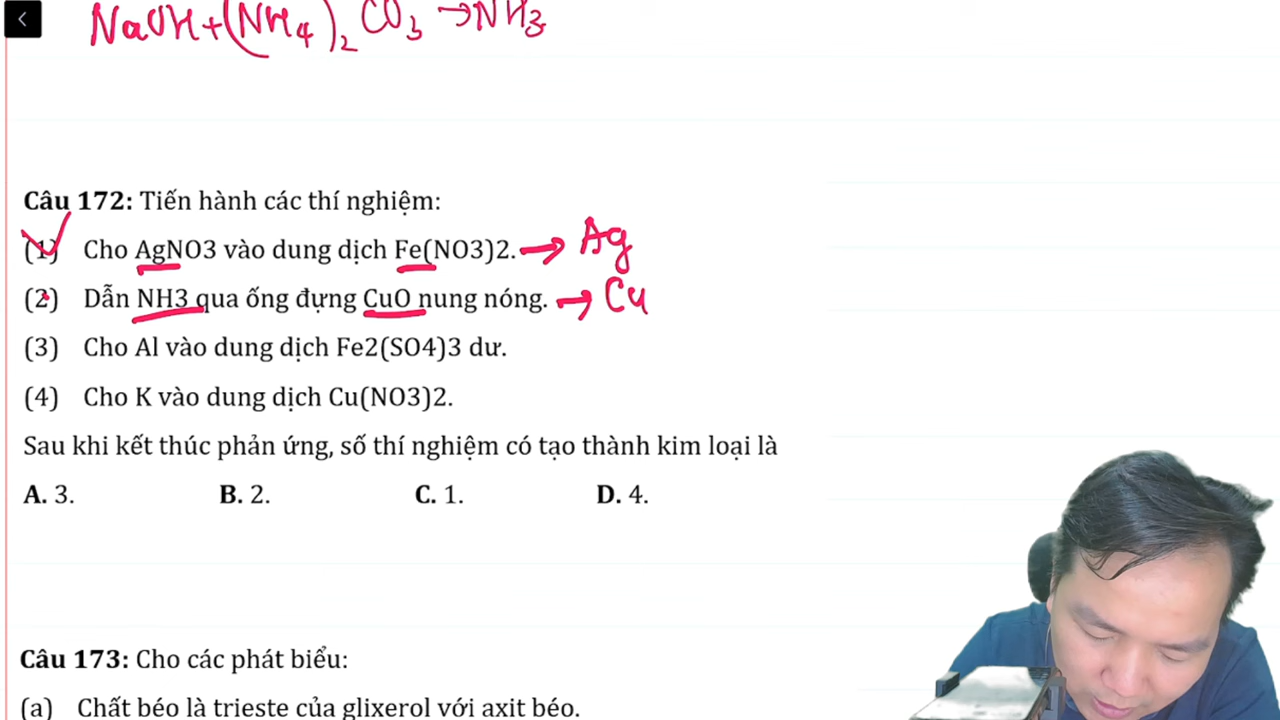 NaOH + (NH4)2CO3 → NH3
Câu 172: Tiến hành các thí nghiệm:
(1) Cho AgNO3 vào dung dịch Fe(NO3)2. → Ag
(2) Dẫn NH3 qua ống đựng CuO nung nóng. → Cu
(3) Cho Al vào dung dịch Fe2(SO4)3 dư.
(4) Cho K vào dung dịch Cu(NO3)2.
Sau khi kết thúc phản ứng, số thí nghiệm có tạo thành kim loại là
A. 3. B. 2. C. 1. D. 4.
Câu 173: Cho các phát biểu:
(a) Chất béo là trieste của glixerol với axit béo.